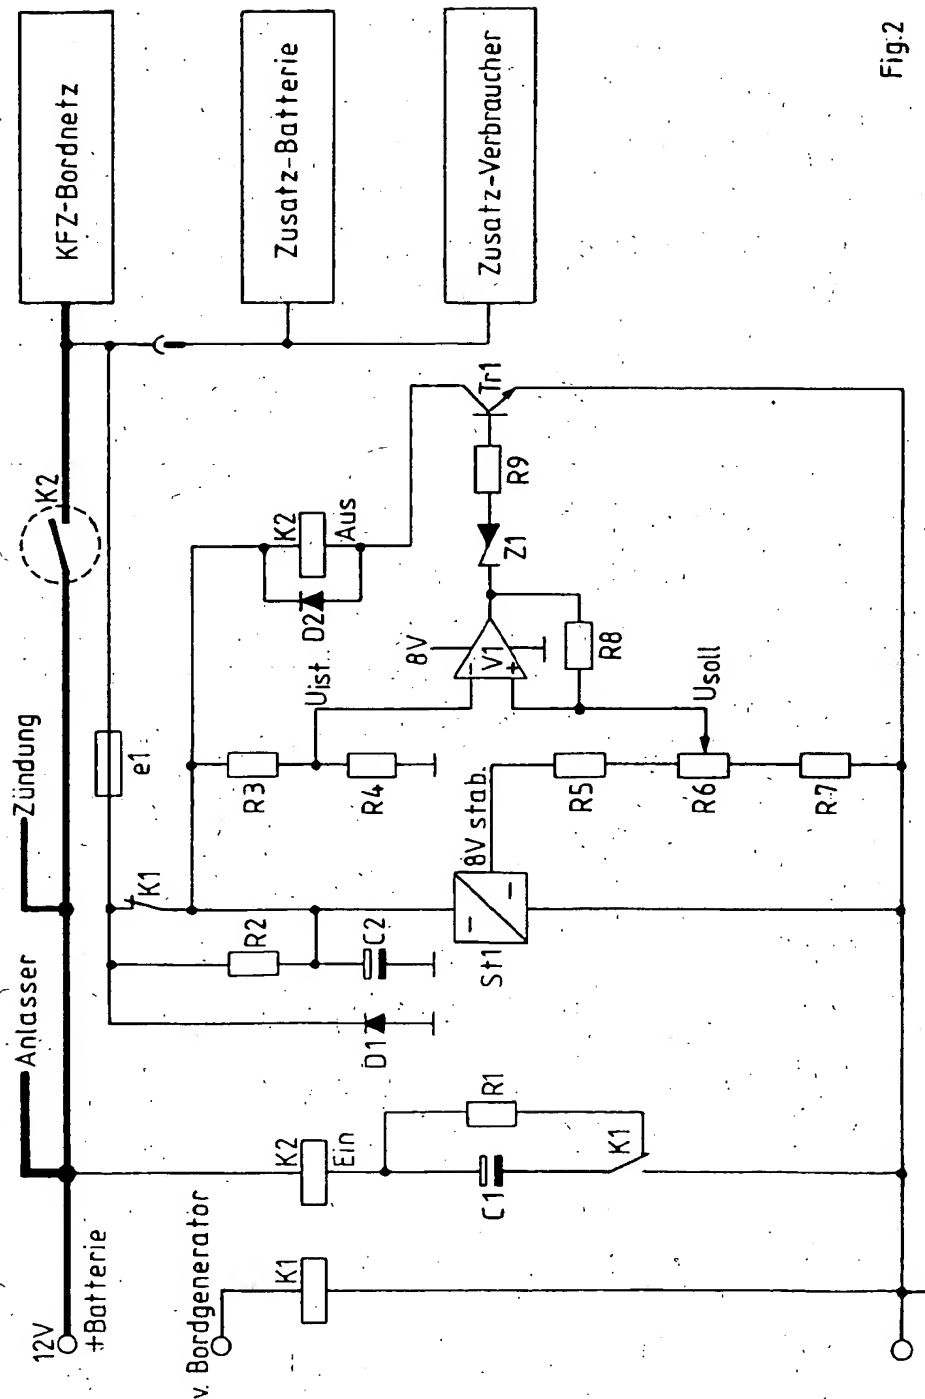 12V
+Batterie
Anlasser
Zündung
K2
KFZ-Bordnetz
Zusatz-Batterie
Zusatz-Verbraucher
v. Bordgenerator
K1
K2
Ein
C1
R1
K1
D1
R2
C2
K1
e1
R3
R4
Uist
D2
K2
Aus
St1
8V stab.
8V
V1
-
+
R5
R6
R7
Usoll
R8
Z1
R9
Tr1
Fig.2